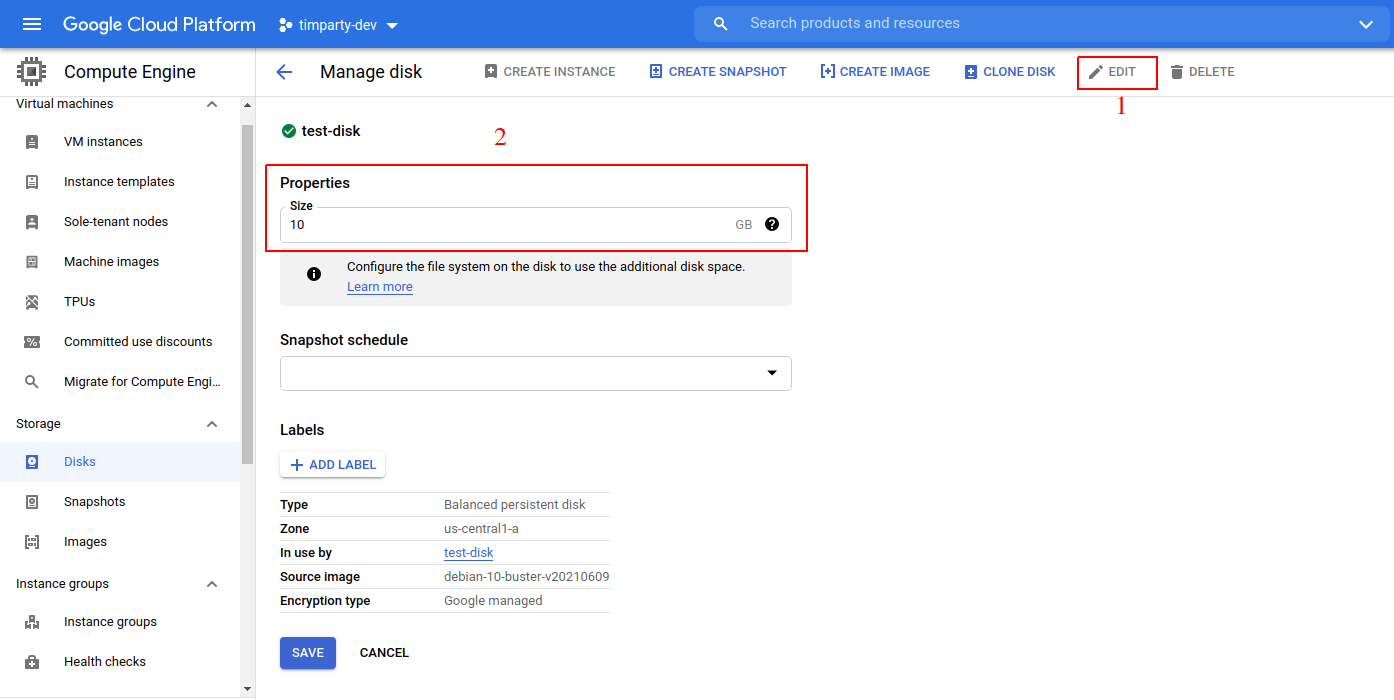 Google Cloud Platform timparty-dev Search products and resources
Compute Engine Manage disk CREATE INSTANCE CREATE SNAPSHOT CREATE IMAGE CLONE DISK EDIT DELETE
1
Virtual machines
VM instances
Instance templates
Sole-tenant nodes
Machine images
TPUs
Committed use discounts
Migrate for Compute Engi...
Storage
Disks
Snapshots
Images
Instance groups
Instance groups
Health checks
test-disk
2
Properties
Size
10 GB
Configure the file system on the disk to use the additional disk space.
Learn more
Snapshot schedule
Labels
ADD LABEL
Type Balanced persistent disk
Zone us-central1-a
In use by test-disk
Source image debian-10-buster-v20210609
Encryption type Google managed
SAVE CANCEL